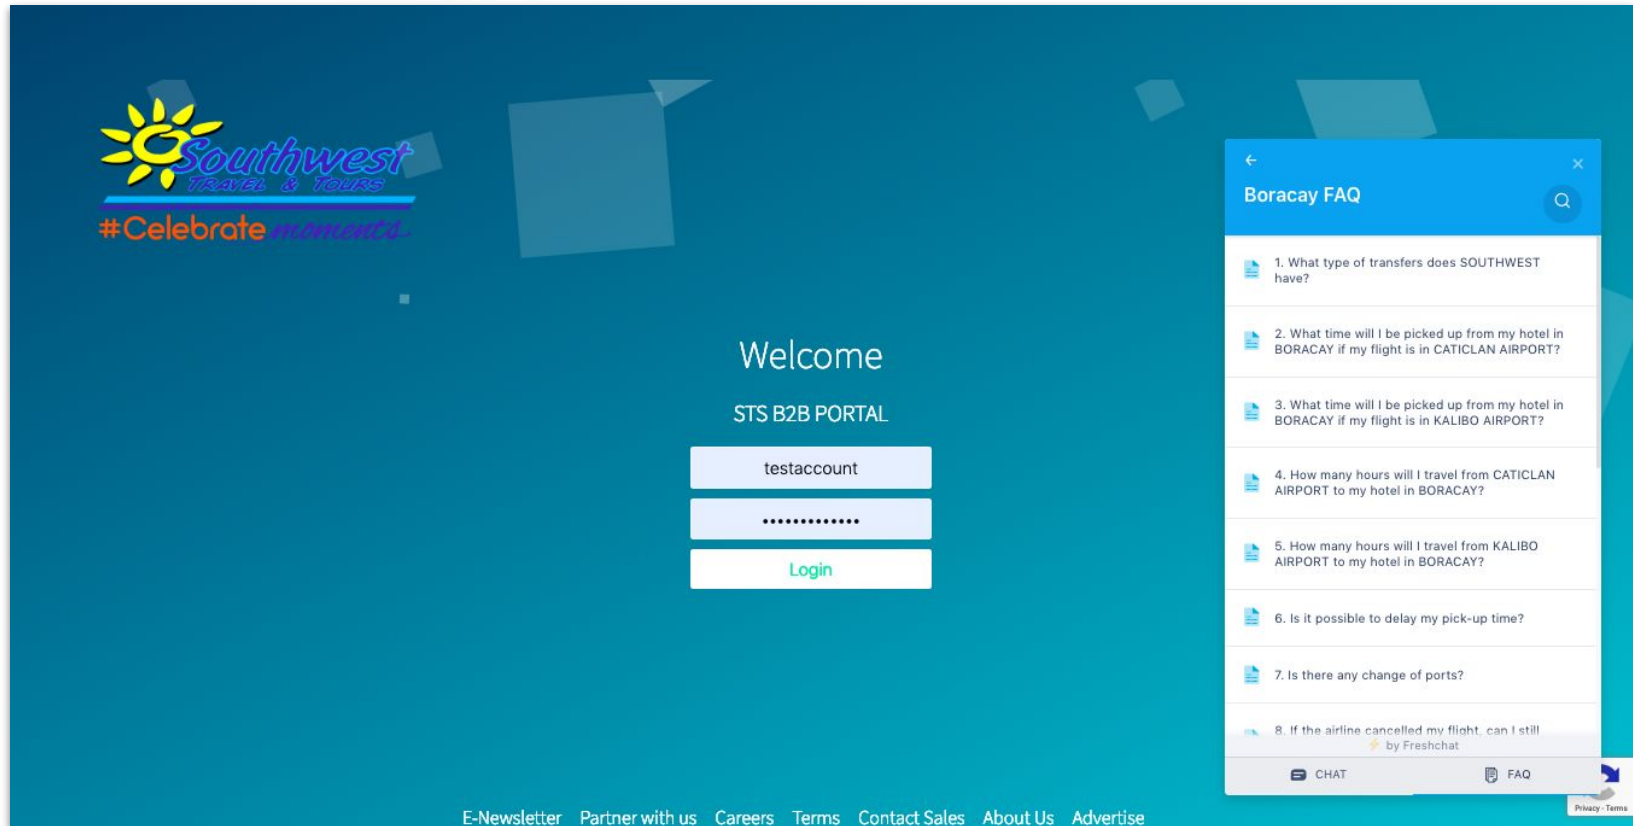 Southwest
TRAVEL & TOURS
#Celebrate moments
Welcome
STS B2B PORTAL
testaccount
•••••••••••••
Login
Boracay FAQ
1. What type of transfers does SOUTHWEST
have?
2. What time will I be picked up from my hotel in
BORACAY if my flight is in CATICLAN AIRPORT?
3. What time will I be picked up from my hotel in
BORACAY if my flight is in KALIBO AIRPORT?
4. How many hours will I travel from CATICLAN
AIRPORT to my hotel in BORACAY?
5. How many hours will I travel from KALIBO
AIRPORT to my hotel in BORACAY?
6. Is it possible to delay my pick-up time?
7. Is there any change of ports?
8. If the airline cancelled my flight, can I still
by Freshchat
CHAT FAQ
Privacy - Terms
E-Newsletter Partner with us Careers Terms Contact Sales About Us Advertise